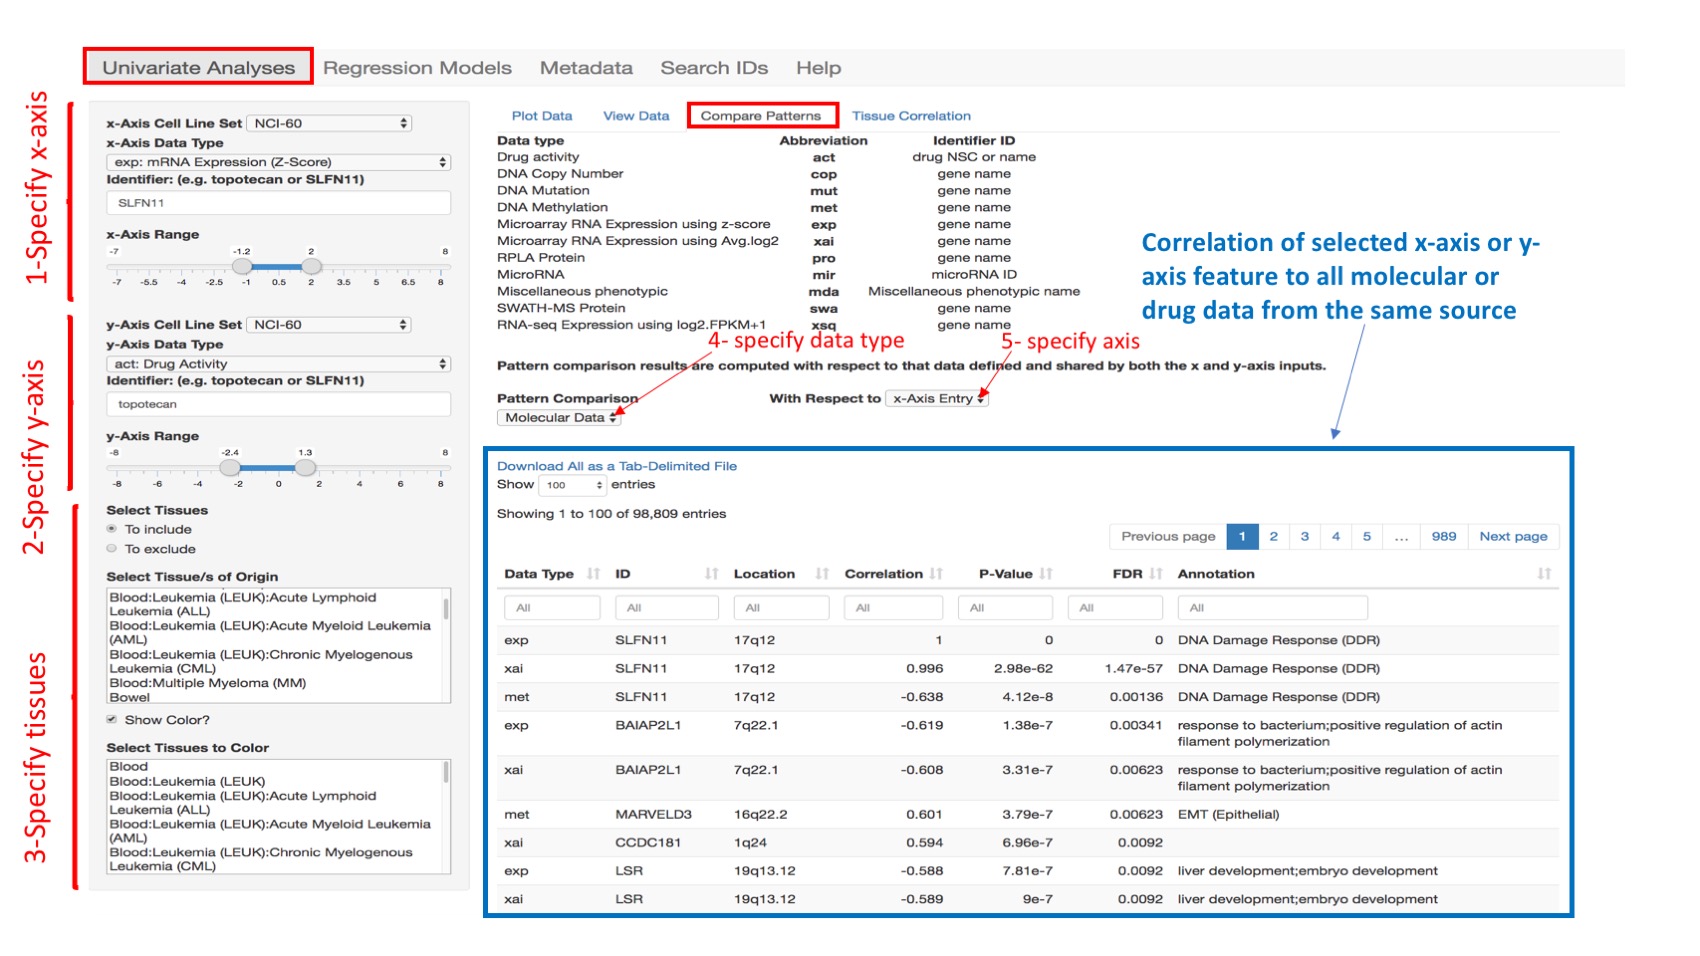 Univariate Analyses Regression Models Metadata Search IDs Help
1-Specify x-axis
2-Specify y-axis
3-Specify tissues
x-Axis Cell Line Set NCI-60
x-Axis Data Type
exp: mRNA Expression (Z-Score)
Identifier: (e.g. topotecan or SLFN11)
SLFN11
x-Axis Range
-7 -1.2 2 8
-7 -5.5 -4 -2.5 -1 0.5 2 3.5 5 6.5 8
y-Axis Cell Line Set NCI-60
y-Axis Data Type
act: Drug Activity
Identifier: (e.g. topotecan or SLFN11)
topotecan
y-Axis Range
-8 -2.4 1.3 8
-8 -6 -4 -2 0 2 4 6 8
Select Tissues
To include
To exclude
Select Tissue/s of Origin
Blood:Leukemia (LEUK):Acute Lymphoid
Leukemia (ALL)
Blood:Leukemia (LEUK):Acute Myeloid Leukemia
(AML)
Blood:Leukemia (LEUK):Chronic Myelogenous
Leukemia (CML)
Blood:Multiple Myeloma (MM)
Bowel
Show Color?
Select Tissues to Color
Blood
Blood:Leukemia (LEUK)
Blood:Leukemia (LEUK):Acute Lymphoid
Leukemia (ALL)
Blood:Leukemia (LEUK):Acute Myeloid Leukemia
(AML)
Blood:Leukemia (LEUK):Chronic Myelogenous
Leukemia (CML)
Plot Data View Data Compare Patterns Tissue Correlation
Data type Abbreviation Identifier ID
Drug activity act drug NSC or name
DNA Copy Number cop gene name
DNA Mutation mut gene name
DNA Methylation met gene name
Microarray RNA Expression using z-score exp gene name
Microarray RNA Expression using Avg.log2 xai gene name
RPLA Protein pro gene name
MicroRNA mir microRNA ID
Miscellaneous phenotypic mda Miscellaneous phenotypic name
SWATH-MS Protein swa gene name
RNA-seq Expression using log2.FPKM+1 xsq gene name
Correlation of selected x-axis or y-
axis feature to all molecular or
drug data from the same source
4- specify data type
5- specify axis
Pattern comparison results are computed with respect to that data defined and shared by both the x and y-axis inputs.
Pattern Comparison With Respect to x-Axis Entry
Molecular Data
Download All as a Tab-Delimited File
Show 100 entries
Showing 1 to 100 of 98,809 entries
Previous page 1 2 3 4 5 ... 989 Next page
Data Type ID Location Correlation P-Value FDR Annotation
All All All All All All All
exp SLFN11 17q12 1 0 0 DNA Damage Response (DDR)
xai SLFN11 17q12 0.996 2.98e-62 1.47e-57 DNA Damage Response (DDR)
met SLFN11 17q12 -0.638 4.12e-8 0.00136 DNA Damage Response (DDR)
exp BAIAP2L1 7q22.1 -0.619 1.38e-7 0.00341 response to bacterium;positive regulation of actin
filament polymerization
xai BAIAP2L1 7q22.1 -0.608 3.31e-7 0.00623 response to bacterium;positive regulation of actin
filament polymerization
met MARVELD3 16q22.2 0.601 3.79e-7 0.00623 EMT (Epithelial)
xai CCDC181 1q24 0.594 6.96e-7 0.0092
exp LSR 19q13.12 -0.588 7.81e-7 0.0092 liver development;embryo development
xai LSR 19q13.12 -0.589 9e-7 0.0092 liver development;embryo development